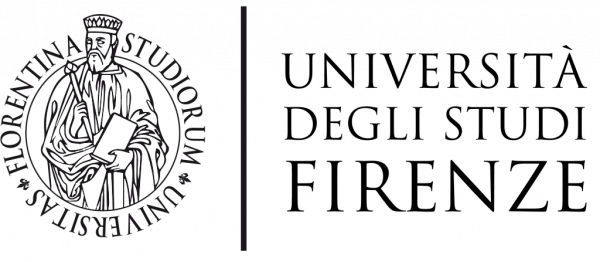 FLORENTINA STUDIORUM UNIVERSITAS
UNIVERSITÀ
DEGLI STUDI
FIRENZE